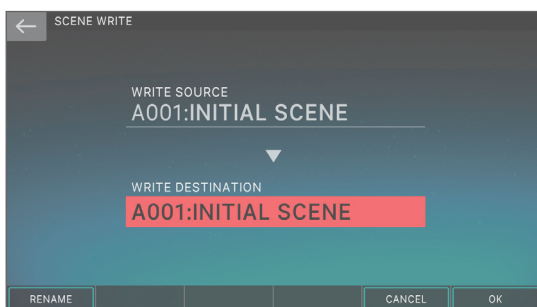 SCENE WRITE
WRITE SOURCE
A001:INITIAL SCENE
WRITE DESTINATION
A001:INITIAL SCENE
RENAME
CANCEL
OK